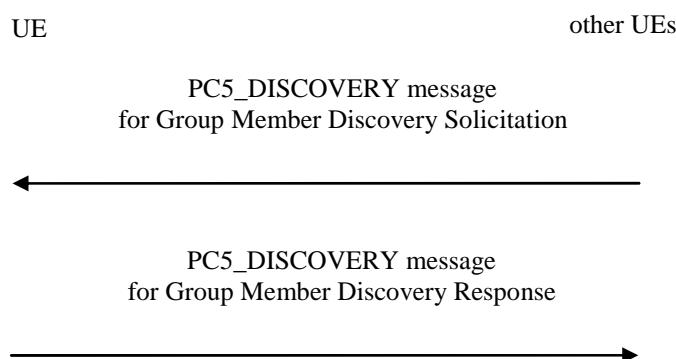 UE
other UEs
PC5_DISCOVERY message
for Group Member Discovery Solicitation
PC5_DISCOVERY message
for Group Member Discovery Response